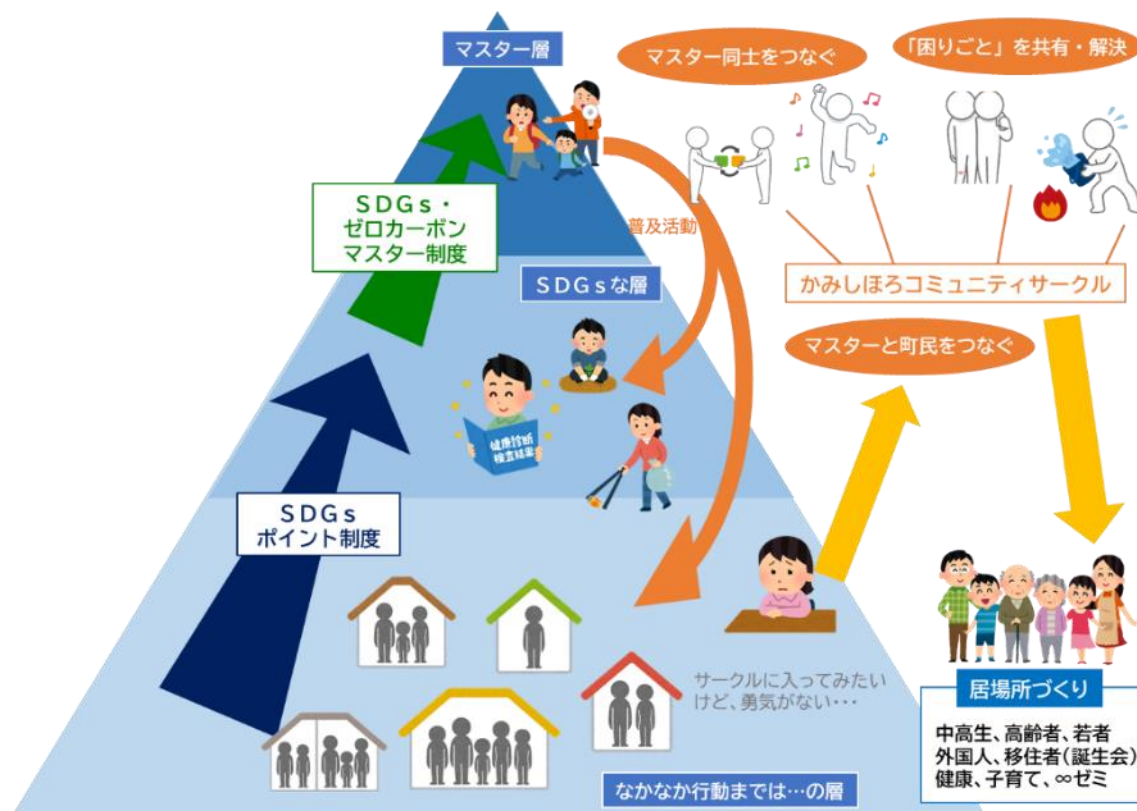 マスター層
マスター同士をつなぐ
「困りごと」を共有・解決
SDGs・
ゼロカーボン
マスター制度
普及活動
SDGsな層
かみしほろコミュニティサークル
マスターと町民をつなぐ
健康診断
検査結果
SDGs
ポイント制度
サークルに入ってみたい
けど、勇気がない・・・
居場所づくり
中高生、高齢者、若者
外国人、移住者(誕生会)
健康、子育て、∞ゼミ
なかなか行動までは…の層